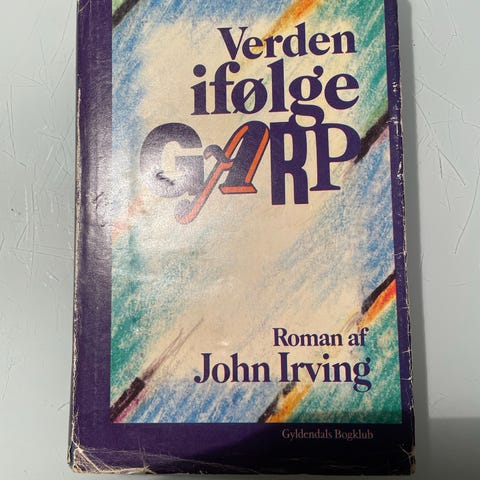 Verden
ifølge
GARP
Roman af
John Irving
Gyldendals Bogklub